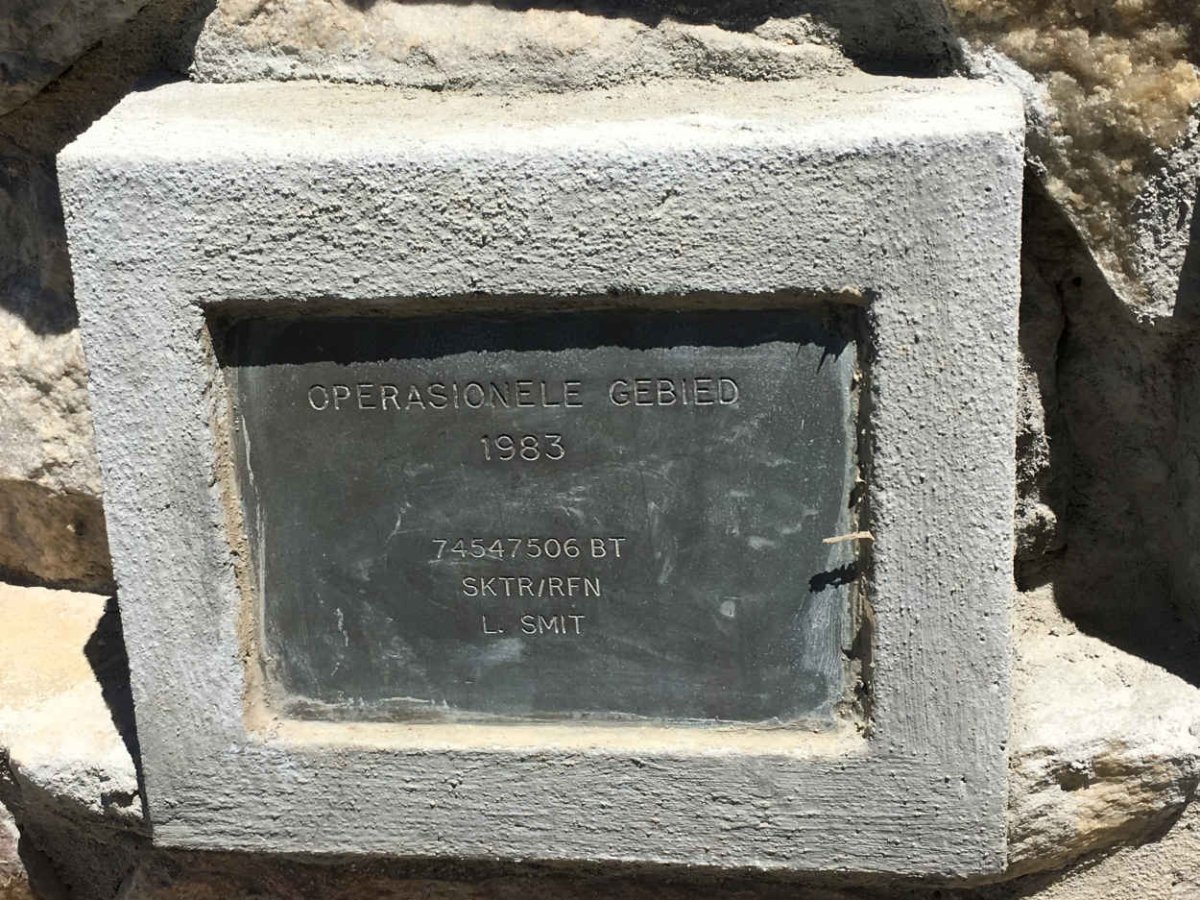 OPERASIONELE GEBIED
1983
74547506 BT
SKTR/RFN
L. SMIT